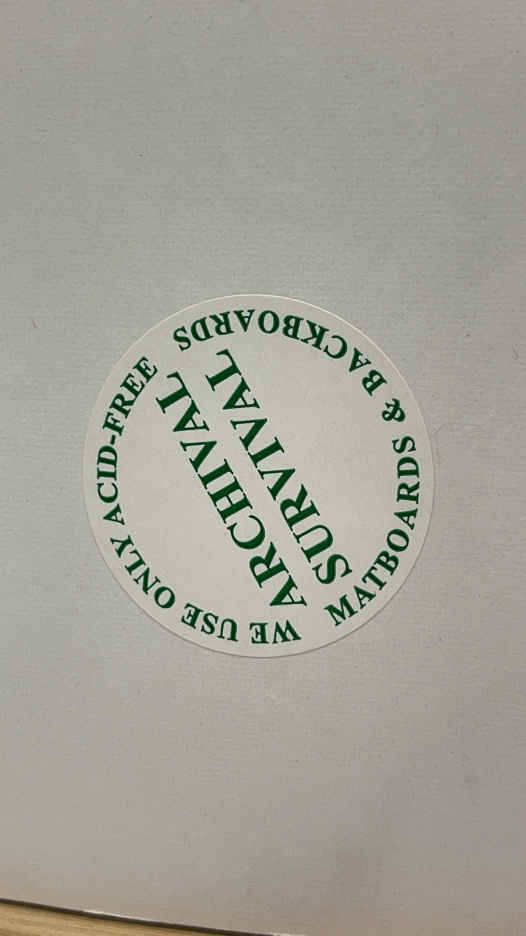 WE USE ONLY ACID-FREE
ARCHIVAL
SURVIVAL
MATBOARDS & BACKBOARDS